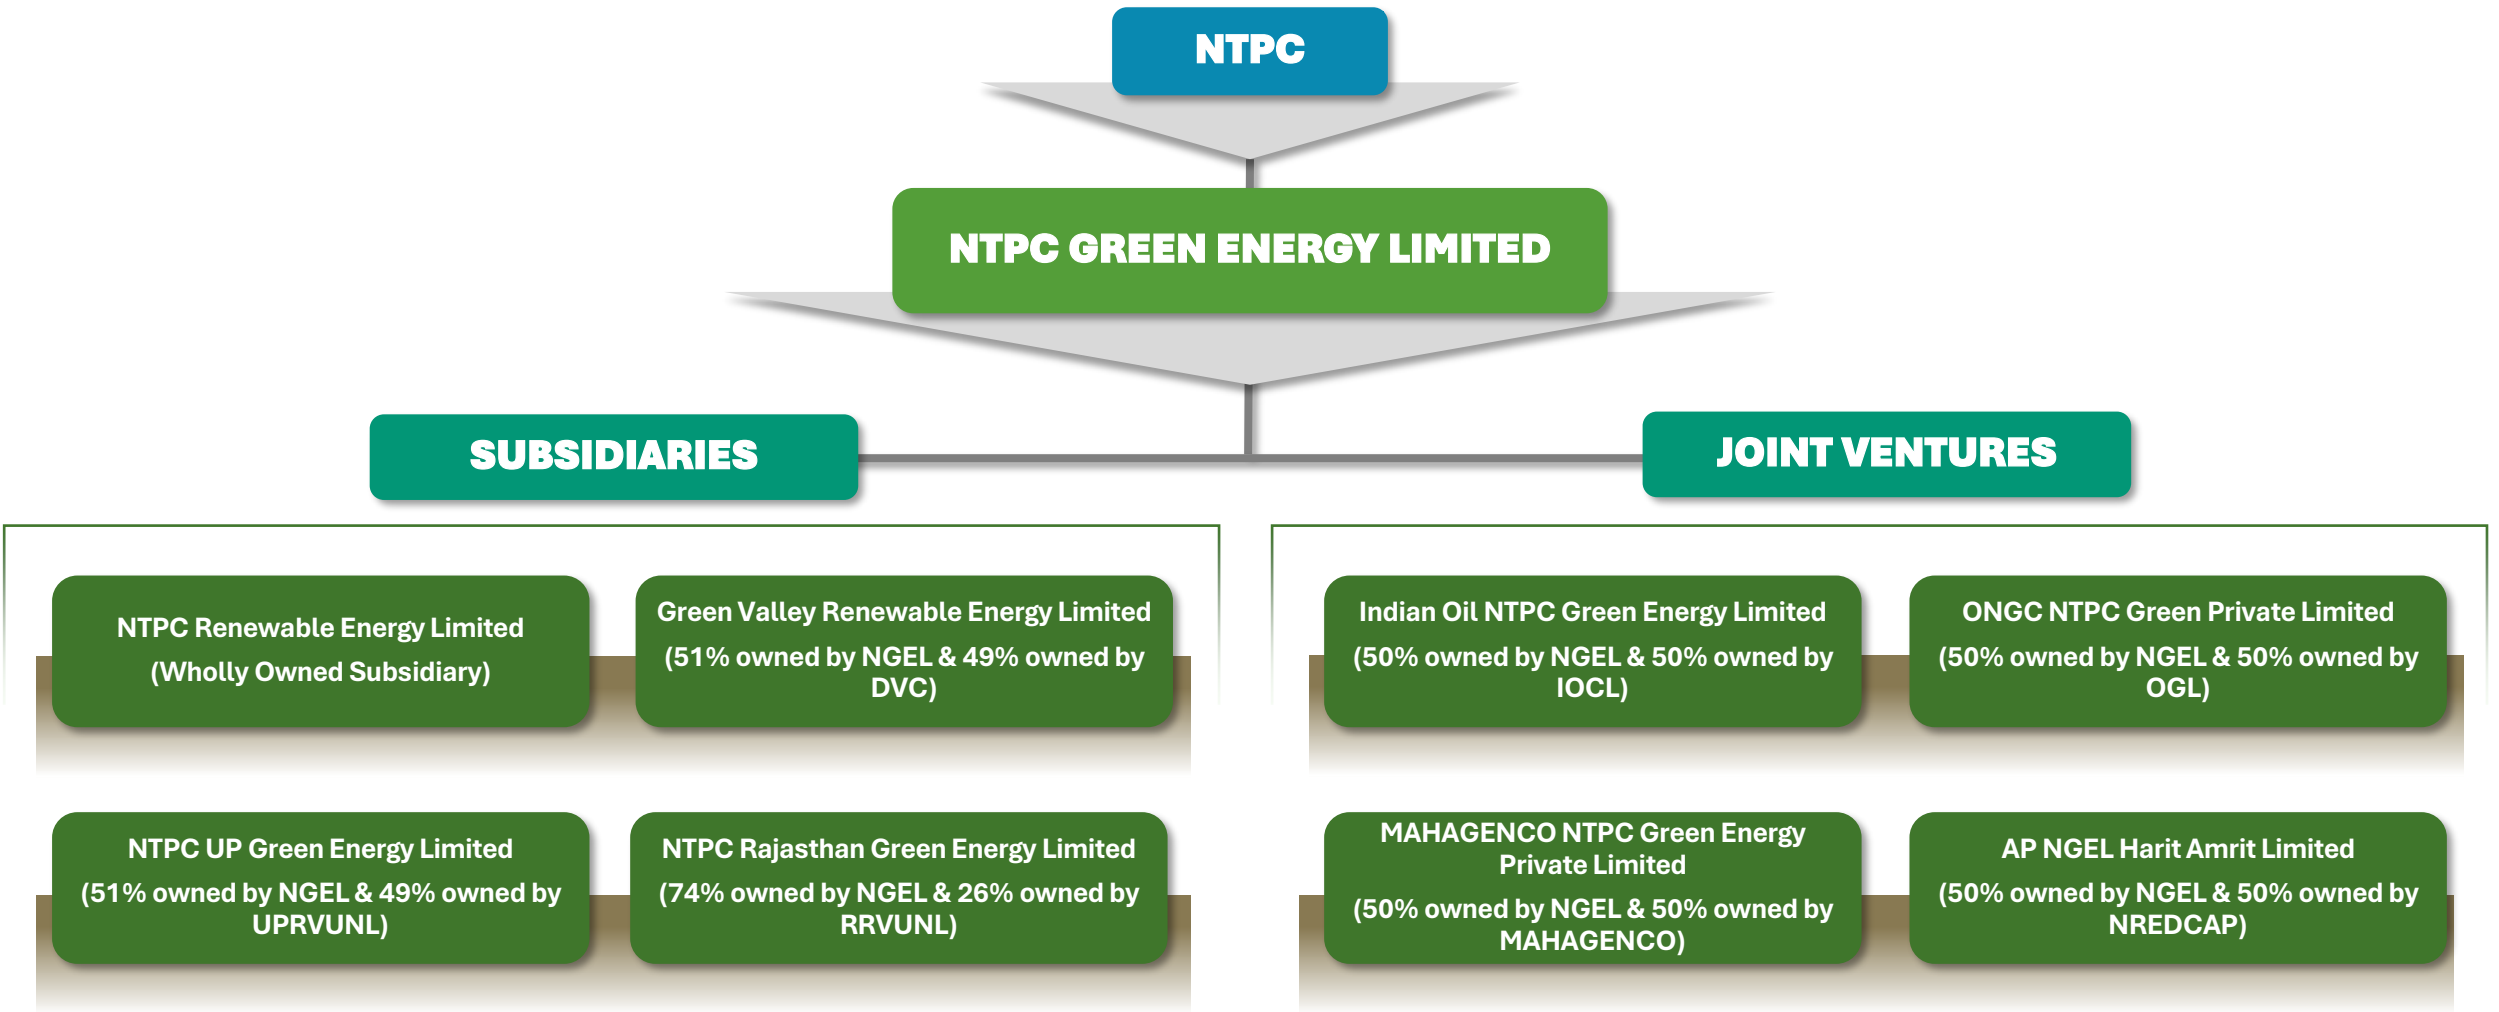 NTPC
NTPC GREEN ENERGY LIMITED
SUBSIDIARIES
JOINT VENTURES
NTPC Renewable Energy Limited
(Wholly Owned Subsidiary)
Green Valley Renewable Energy Limited
(51% owned by NGEL & 49% owned by
DVC)
Indian Oil NTPC Green Energy Limited
(50% owned by NGEL & 50% owned by
IOCL)
ONGC NTPC Green Private Limited
(50% owned by NGEL & 50% owned by
OGL)
NTPC UP Green Energy Limited
(51% owned by NGEL & 49% owned by
UPRVUNL)
NTPC Rajasthan Green Energy Limited
(74% owned by NGEL & 26% owned by
RRVUNL)
MAHAGENCO NTPC Green Energy
Private Limited
(50% owned by NGEL & 50% owned by
MAHAGENCO)
AP NGEL Harit Amrit Limited
(50% owned by NGEL & 50% owned by
NREDCAP)